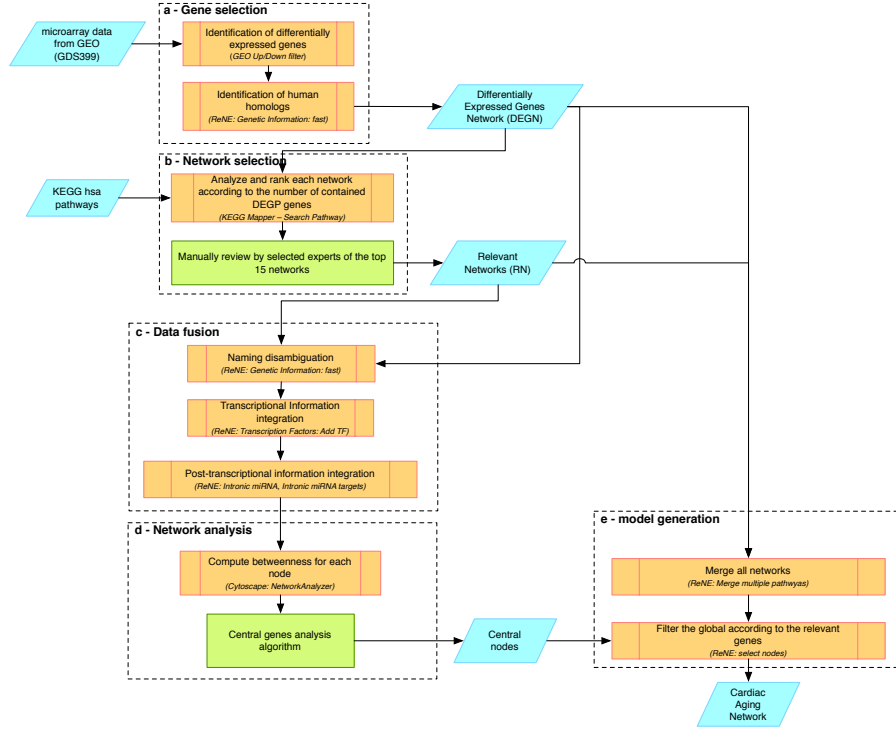 a - Gene selection
microarray data
from GEO
(GDS399)
Identification of differentially
expressed genes
(GEO Up/Down filter)
Identification of human
homologs
(ReNE: Genetic Information: fast)
Differentially
Expressed Genes
Network (DEGN)
b - Network selection
KEGG hsa
pathways
Analyze and rank each network
according to the number of contained
DEGP genes
(KEGG Mapper – Search Pathway)
Manually review by selected experts of the top
15 networks
Relevant
Networks (RN)
c - Data fusion
Naming disambiguation
(ReNE: Genetic Information: fast)
Transcriptional Information
integration
(ReNE: Transcription Factors: Add TF)
Post-transcriptional information integration
(ReNE: Intronic miRNA, Intronic miRNA targets)
d - Network analysis
Compute betweenness for each
node
(Cytoscape: NetworkAnalyzer)
Central genes analysis
algorithm
Central
nodes
e - model generation
Merge all networks
(ReNE: Merge multiple pathwyas)
Filter the global according to the relevant
genes
(ReNE: select nodes)
Cardiac
Aging
Network